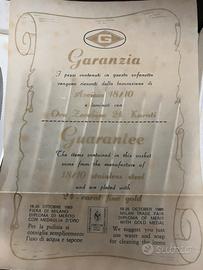 G
Garanzia
I pezzi contenuti in questo cofanetto
vengono ricavati dalla lavorazione di
Acciaio 18/10
e laminati con
Oro Zecchino 24 Karati
Guarantee
The items contained in this casket
come from the manufacture of
18/10 stainless steel
and are plated with
24-carat fine gold
18-26 OTTOBRE 1980
FIERA DI MILANO
DIPLOMA DI MERITO
CON MEDAGLIA D'ORO
Per la pulizia si
consiglia semplicemente
l'uso di acqua e sapone
18-26 OCTOBER 1980
MILAN TRADE FAIR
DIPLOMA OF MERIT
WITH GOLD MEDAL
We suggest you just
use water and soap
for cleaning the items
subito